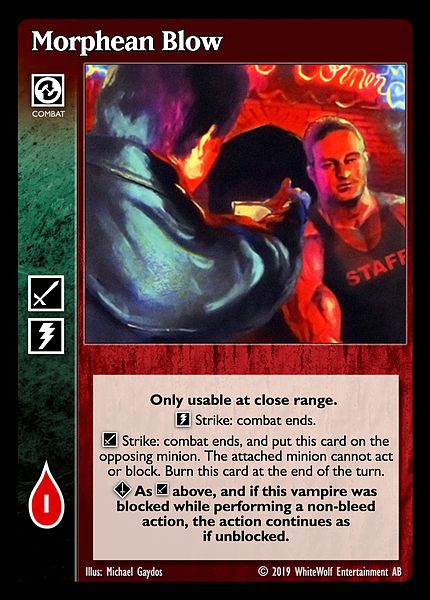 Morphean Blow
COMBAT
Corner
STAFF
Only usable at close range.
Strike: combat ends.
Strike: combat ends, and put this card on the
opposing minion. The attached minion cannot act
or block. Burn this card at the end of the turn.
As above, and if this vampire was
blocked while performing a non-bleed
action, the action continues as
if unblocked.
1
Illus: Michael Gaydos
© 2019 WhiteWolf Entertainment AB